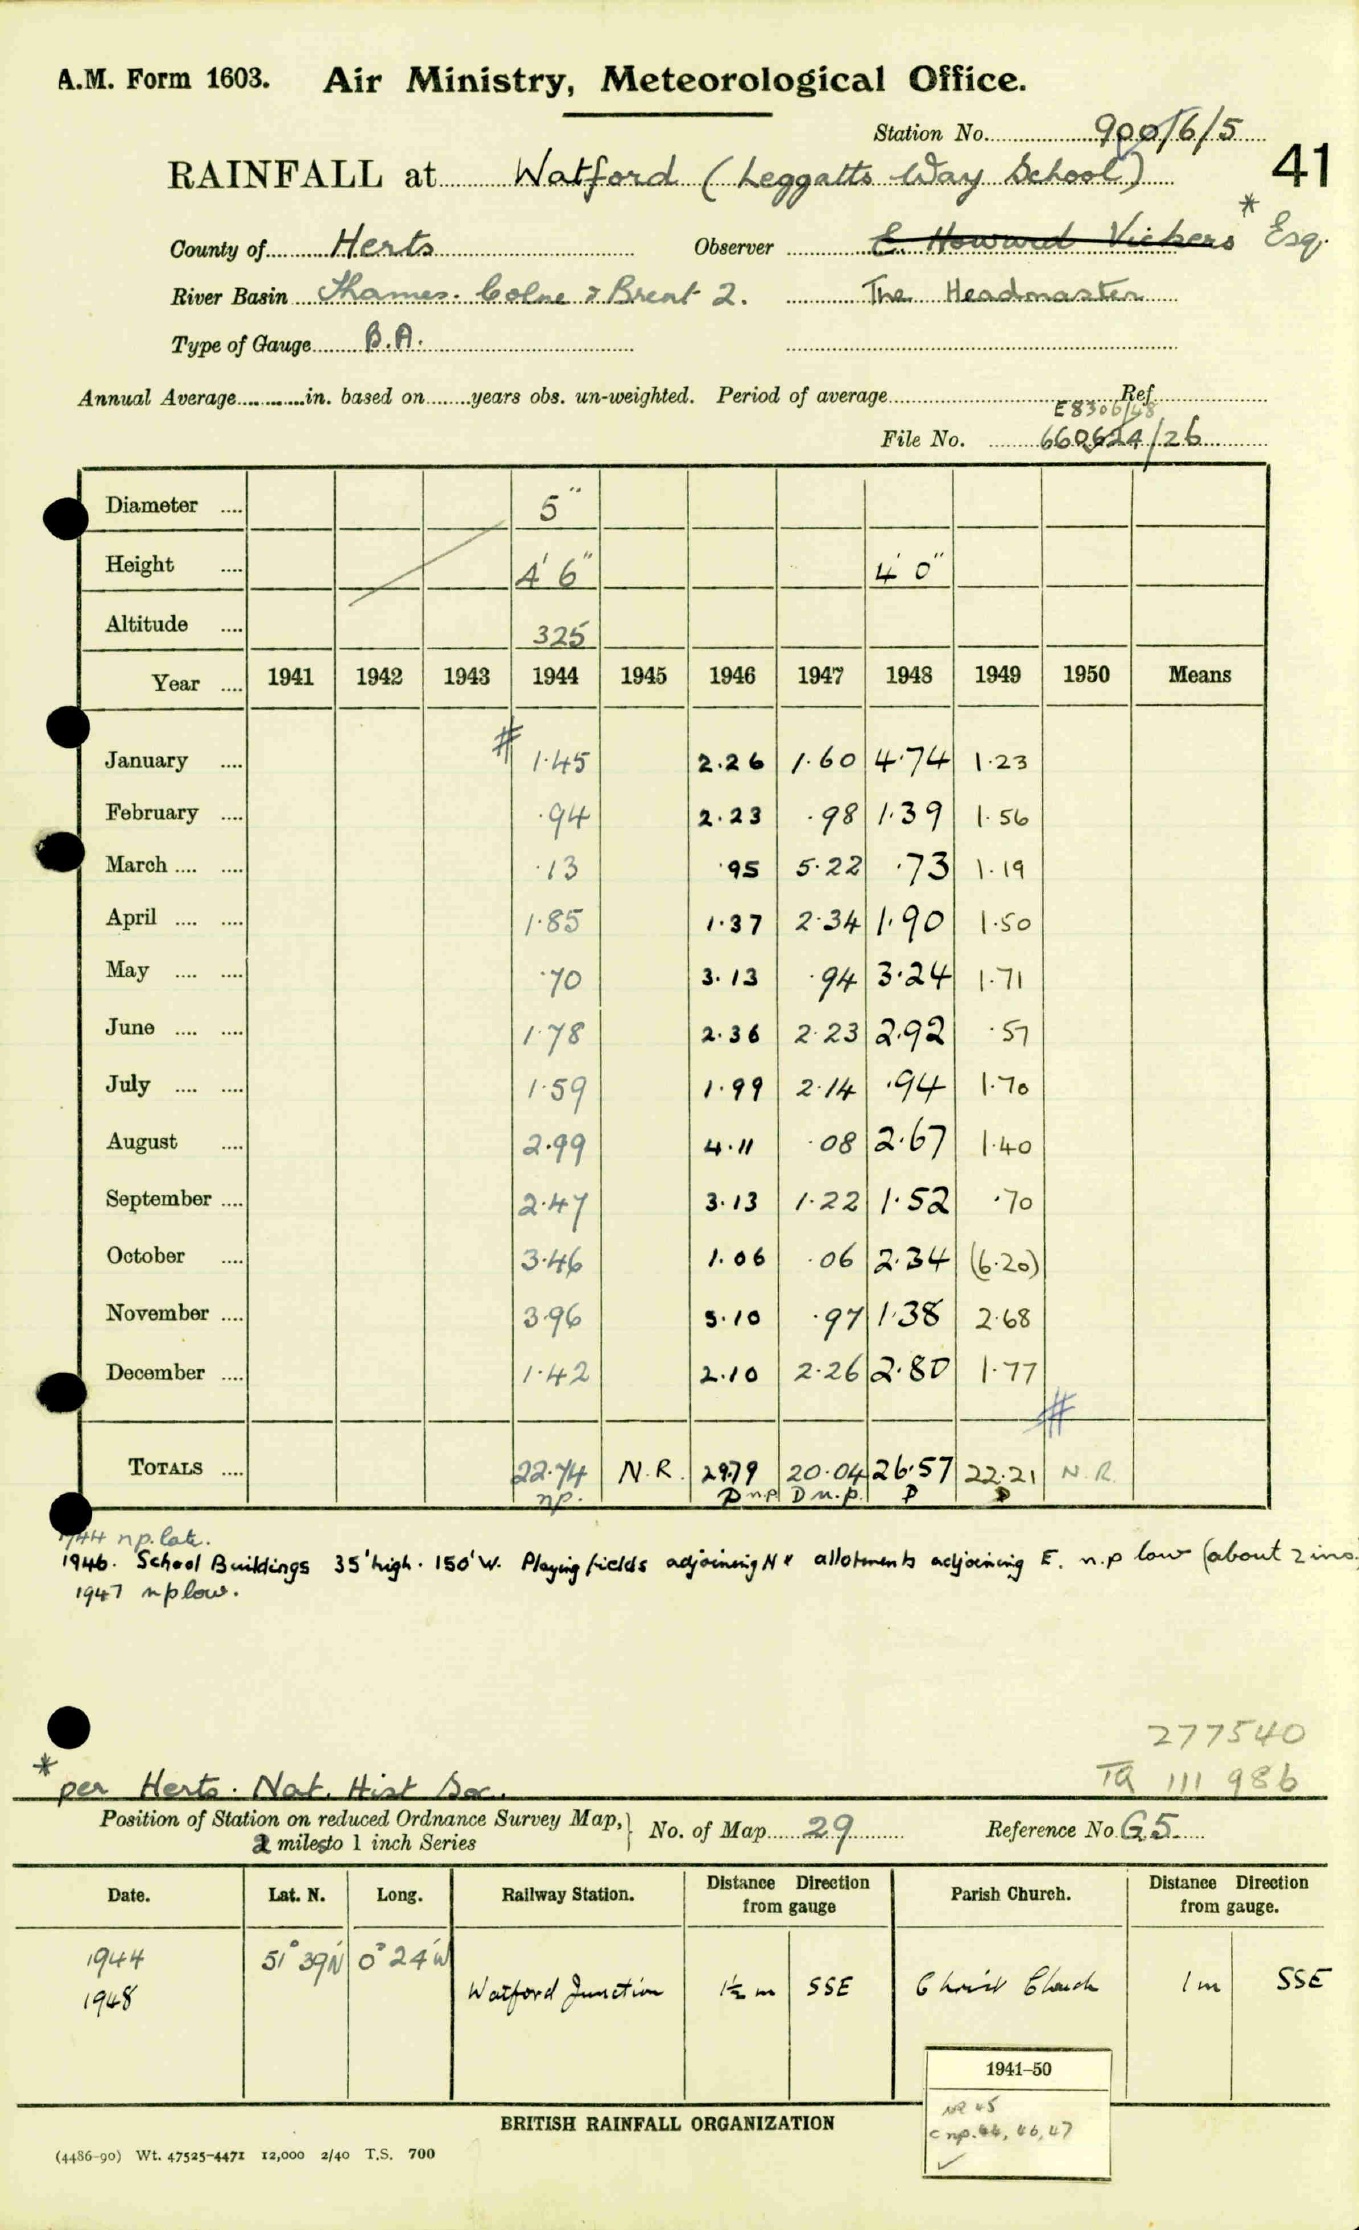 A.M. Form 1603. Air Ministry, Meteorological Office.
Station No. 900/6/5
RAINFALL at Watford (Leggatts Way School) 41
County of Herts Observer E. Howard Vickers * Esq.
River Basin Thames. Colne & Brent 2. The Headmaster
Type of Gauge B.A.
Annual Average in. based on years obs. un-weighted. Period of average Ref
E8306/48
File No. 660624/26
Diameter 5"
Height 4' 6" 4' 0"
Altitude 325
Year 1941 1942 1943 1944 1945 1946 1947 1948 1949 1950 Means
January # 1.45 2.26 1.60 4.74 1.23
February .94 2.23 .98 1.39 1.56
March .13 .95 5.22 .73 1.19
April 1.85 1.37 2.34 1.90 1.50
May .70 3.13 .94 3.24 1.71
June 1.78 2.36 2.23 2.92 .57
July 1.59 1.99 2.14 .94 1.70
August 2.99 4.11 .08 2.67 1.40
September 2.47 3.13 1.22 1.52 .70
October 3.46 1.06 .06 2.34 (6.20)
November 3.96 5.10 .97 1.38 2.68
December 1.42 2.10 2.26 2.80 1.77
#
TOTALS 22.74 N.R. 29.79 20.04 26.57 22.21 N.R.
np. D n.p D n.p. D D
1944 n.p. late.
1946. School Buildings 35' high. 150' W. Playing fields adjoining N & allotments adjoining E. n.p low (about 2 ins.
1947 n p low.
277540
* per Herts. Nat. Hist Soc. TQ 111 986
Position of Station on reduced Ordnance Survey Map, No. of Map 29 Reference No G5.
2 miles to 1 inch Series
Date. Lat. N. Long. Railway Station. Distance Direction from gauge Parish Church. Distance Direction from gauge.
1944 51° 39' N 0° 24' W
1948 Watford Junction 1½ m SSE Christ Church 1 m SSE
1941–50
NR 45
c np. 44, 46, 47
BRITISH RAINFALL ORGANIZATION
(4486-90) Wt. 47525-4471 12,000 2/40 T.S. 700